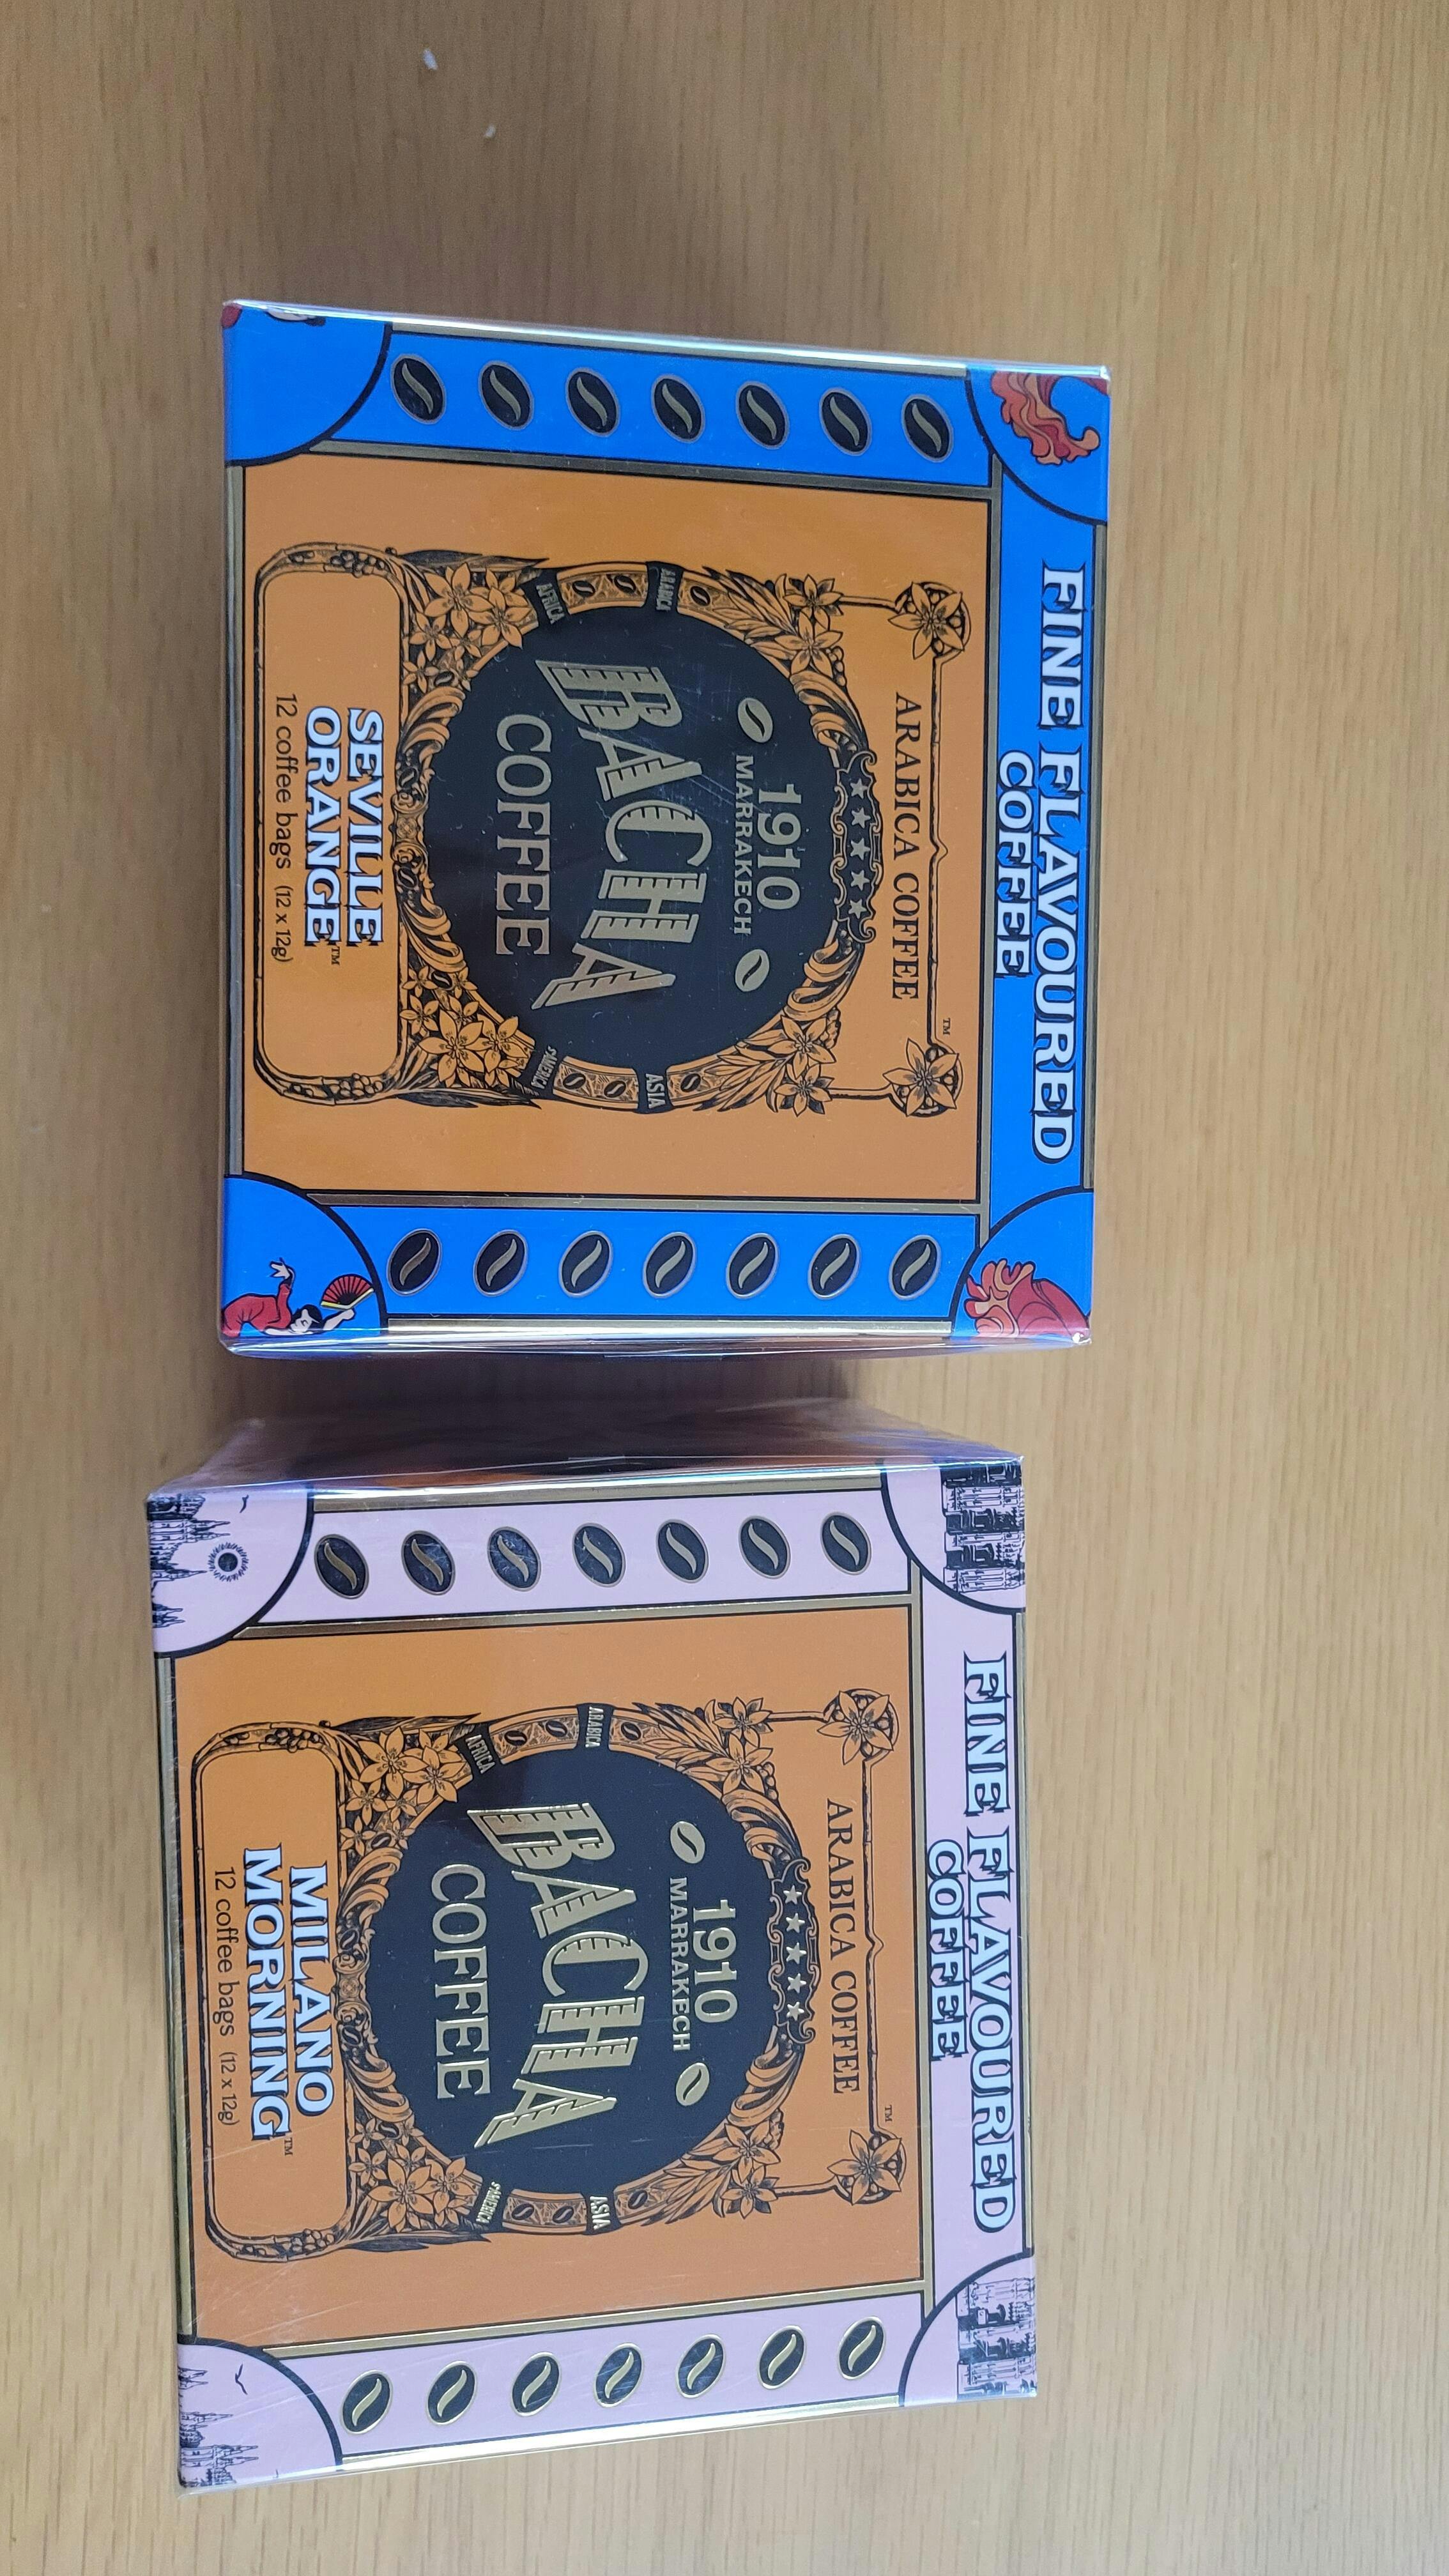 FINE FLAVOURED
COFFEE
ARABICA COFFEE
TM
1910
MARRAKECH
ARABICA
ASIA
BACHA
AFRICA
S.AMERICA
COFFEE
SEVILLE
ORANGE™
12 coffee bags (12 x 12g)
FINE FLAVOURED
COFFEE
ARABICA COFFEE
TM
1910
MARRAKECH
ARABICA
ASIA
BACHA
AFRICA
S.AMERICA
COFFEE
MILANO
MORNING™
12 coffee bags (12 x 12g)